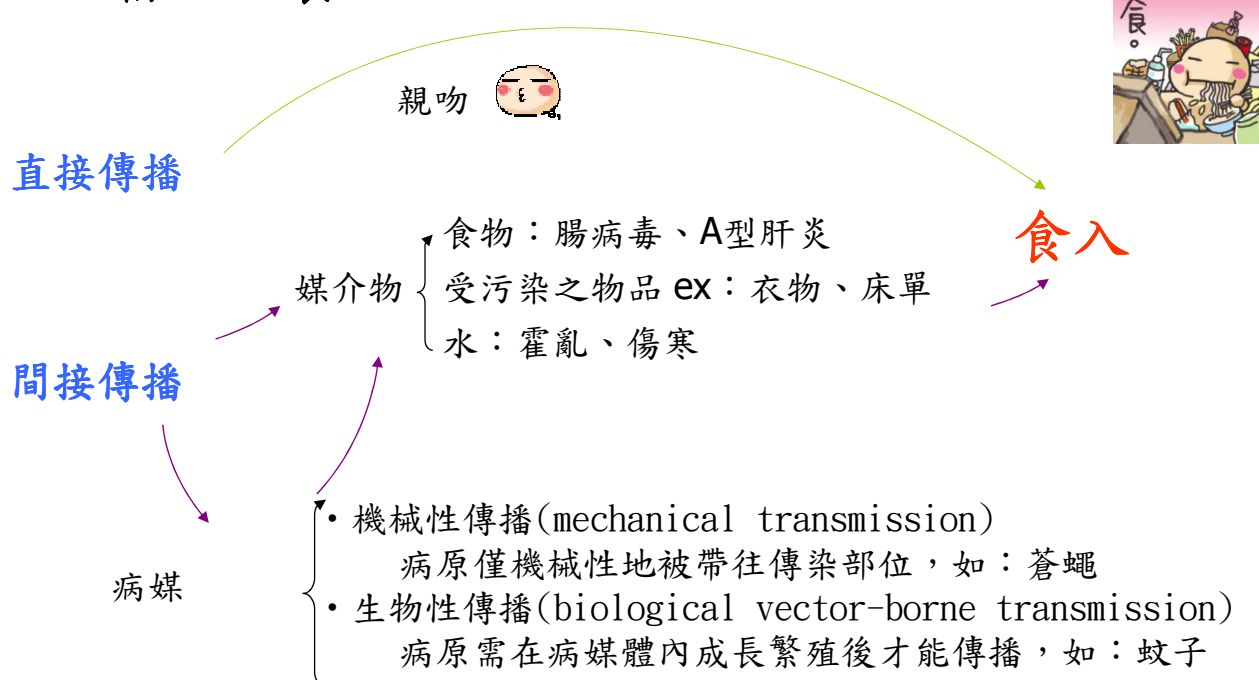 食。
親吻
直接傳播
食入
食物：腸病毒、A型肝炎
媒介物
受污染之物品 ex：衣物、床單
水：霍亂、傷寒
間接傳播
病媒
・機械性傳播(mechanical transmission)
病原僅機械性地被帶往傳染部位，如：蒼蠅
・生物性傳播(biological vector-borne transmission)
病原需在病媒體內成長繁殖後才能傳播，如：蚊子